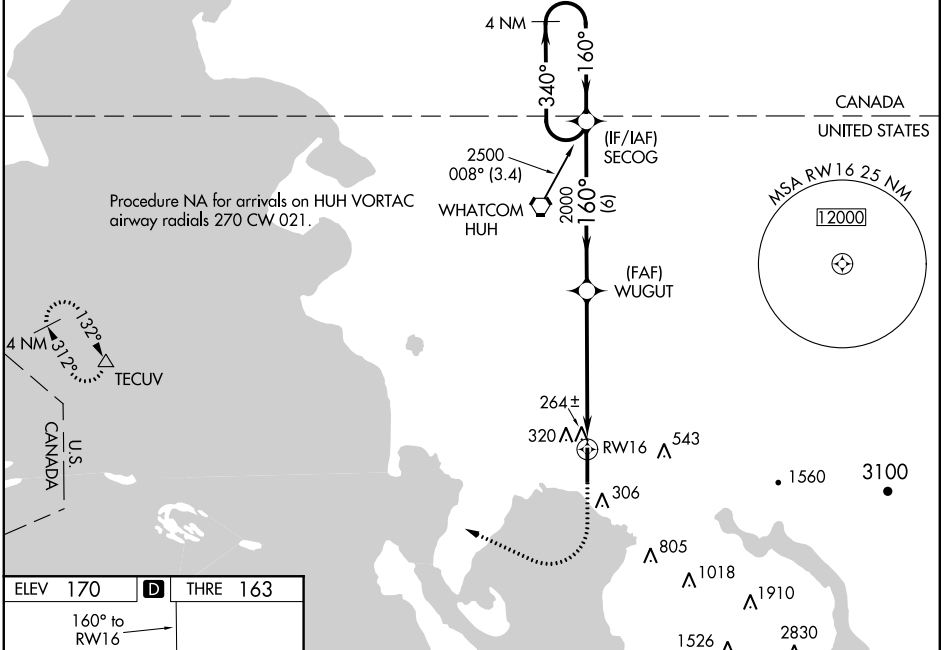 4 NM
160°
340°
CANADA
UNITED STATES
(IF/IAF)
SECOG
2500
008° (3.4)
2000
160°
(6)
MSA RW16 25 NM
12000
Procedure NA for arrivals on HUH VORTAC
airway radials 270 CW 021.
WHATCOM
HUH
(FAF)
WUGUT
132°
4 NM
312°
TECUV
264±
320
RW16
543
U.S.
CANADA
1560
3100
306
805
1018
1910
1526
2830
ELEV 170 D THRE 163
160° to
RW16